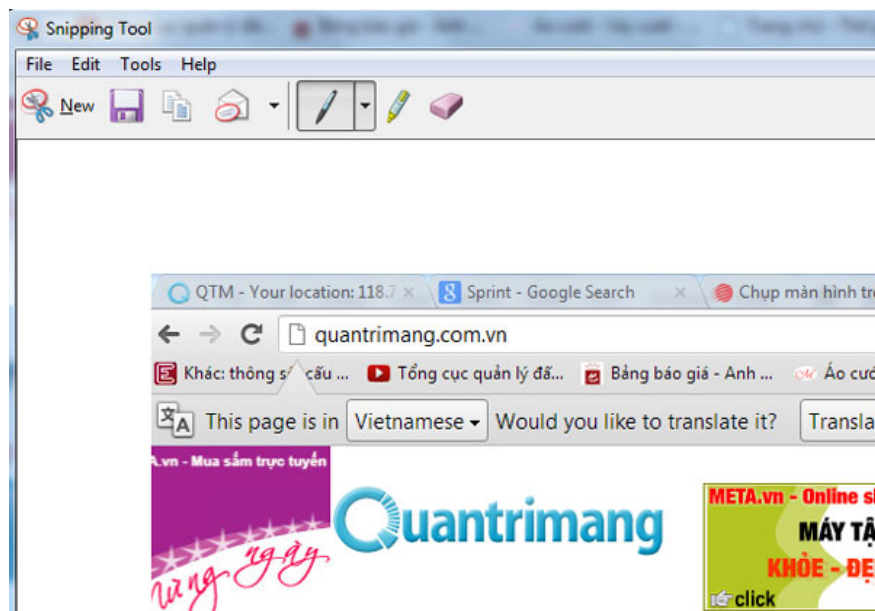 Snipping Tool
File Edit Tools Help
New
QTM - Your location: 118.7
Sprint - Google Search
Chụp màn hình
quantrimang.com.vn
Khác: thông cấu ...
Tổng cục quản lý đấ...
Bảng báo giá - Anh ...
Áo cướ
This page is in Vietnamese Would you like to translate it? Transla
A.vn - Mua sắm trực tuyến
ngày
Quantrimang
META.vn - Online
MÁY TẬ
KHỎE - ĐẸ
click